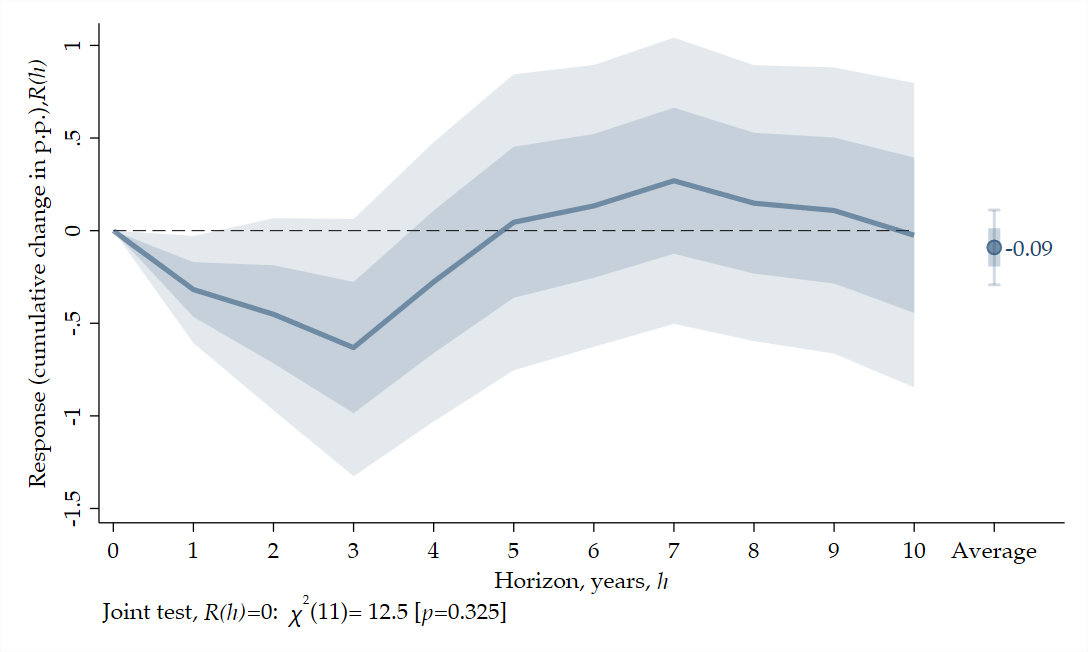 Response (cumulative change in p.p.),R(h)
1
.5
0
-.5
-1
-1.5
-0.09
0 1 2 3 4 5 6 7 8 9 10 Average
Horizon, years, h
Joint test, R(h)=0: χ²(11)= 12.5 [p=0.325]